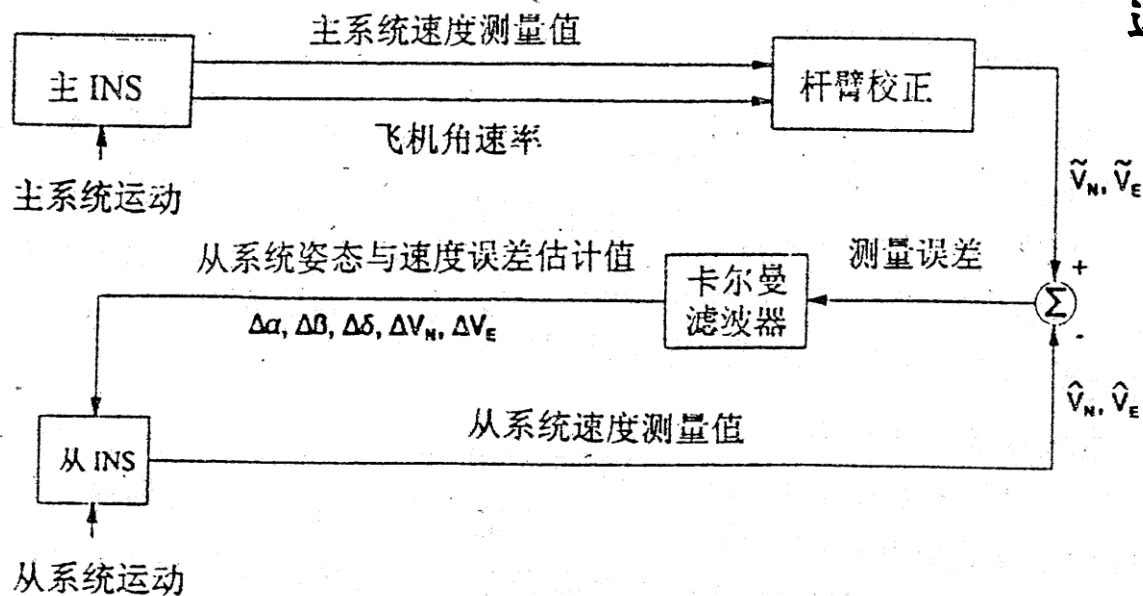 主系统速度测量值
主 INS
杆臂校正
飞机角速率
主系统运动
Ṽ_N, Ṽ_E
从系统姿态与速度误差估计值
测量误差
卡尔曼
滤波器
+
Σ
-
Δα, Δβ, Δδ, ΔV_N, ΔV_E
V̂_N, V̂_E
从系统速度测量值
从 INS
从系统运动